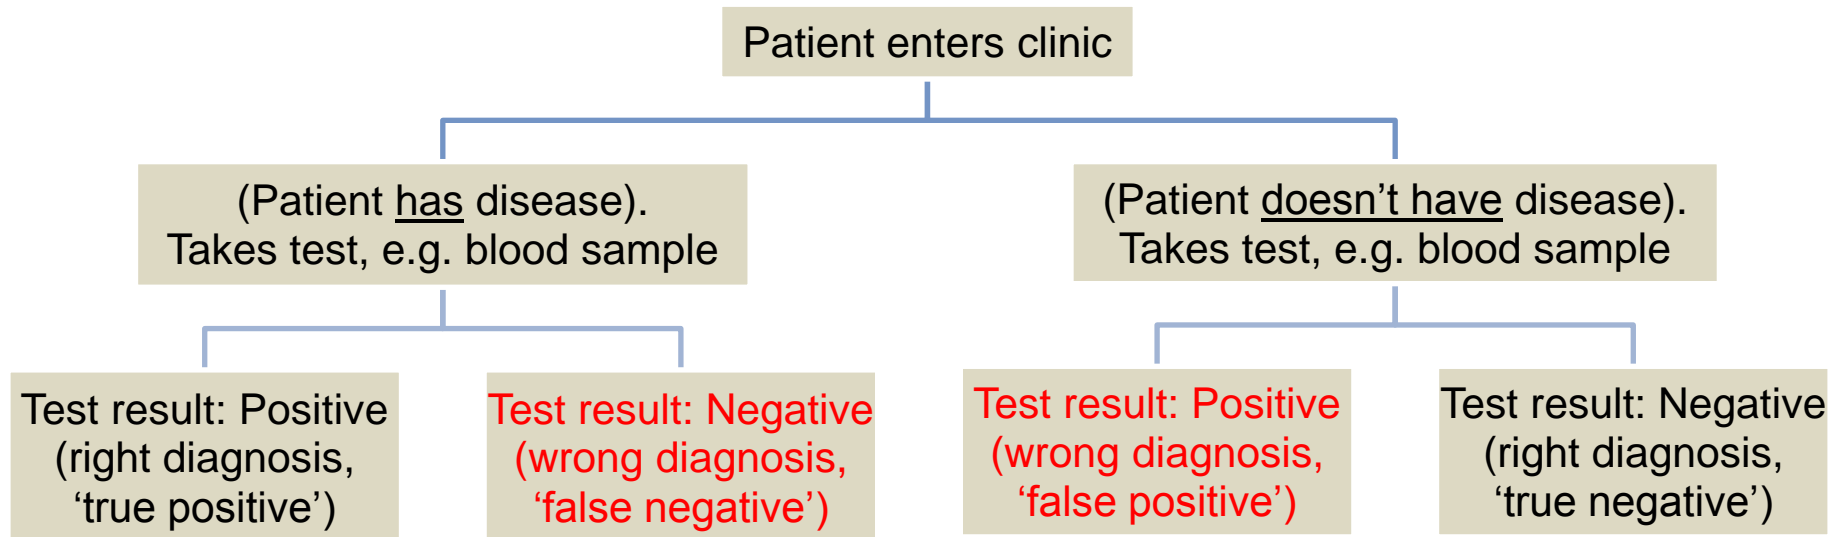 Patient enters clinic
(Patient has disease).
Takes test, e.g. blood sample
(Patient doesn’t have disease).
Takes test, e.g. blood sample
Test result: Positive
(right diagnosis,
‘true positive’)
Test result: Negative
(wrong diagnosis,
‘false negative’)
Test result: Positive
(wrong diagnosis,
‘false positive’)
Test result: Negative
(right diagnosis,
‘true negative’)